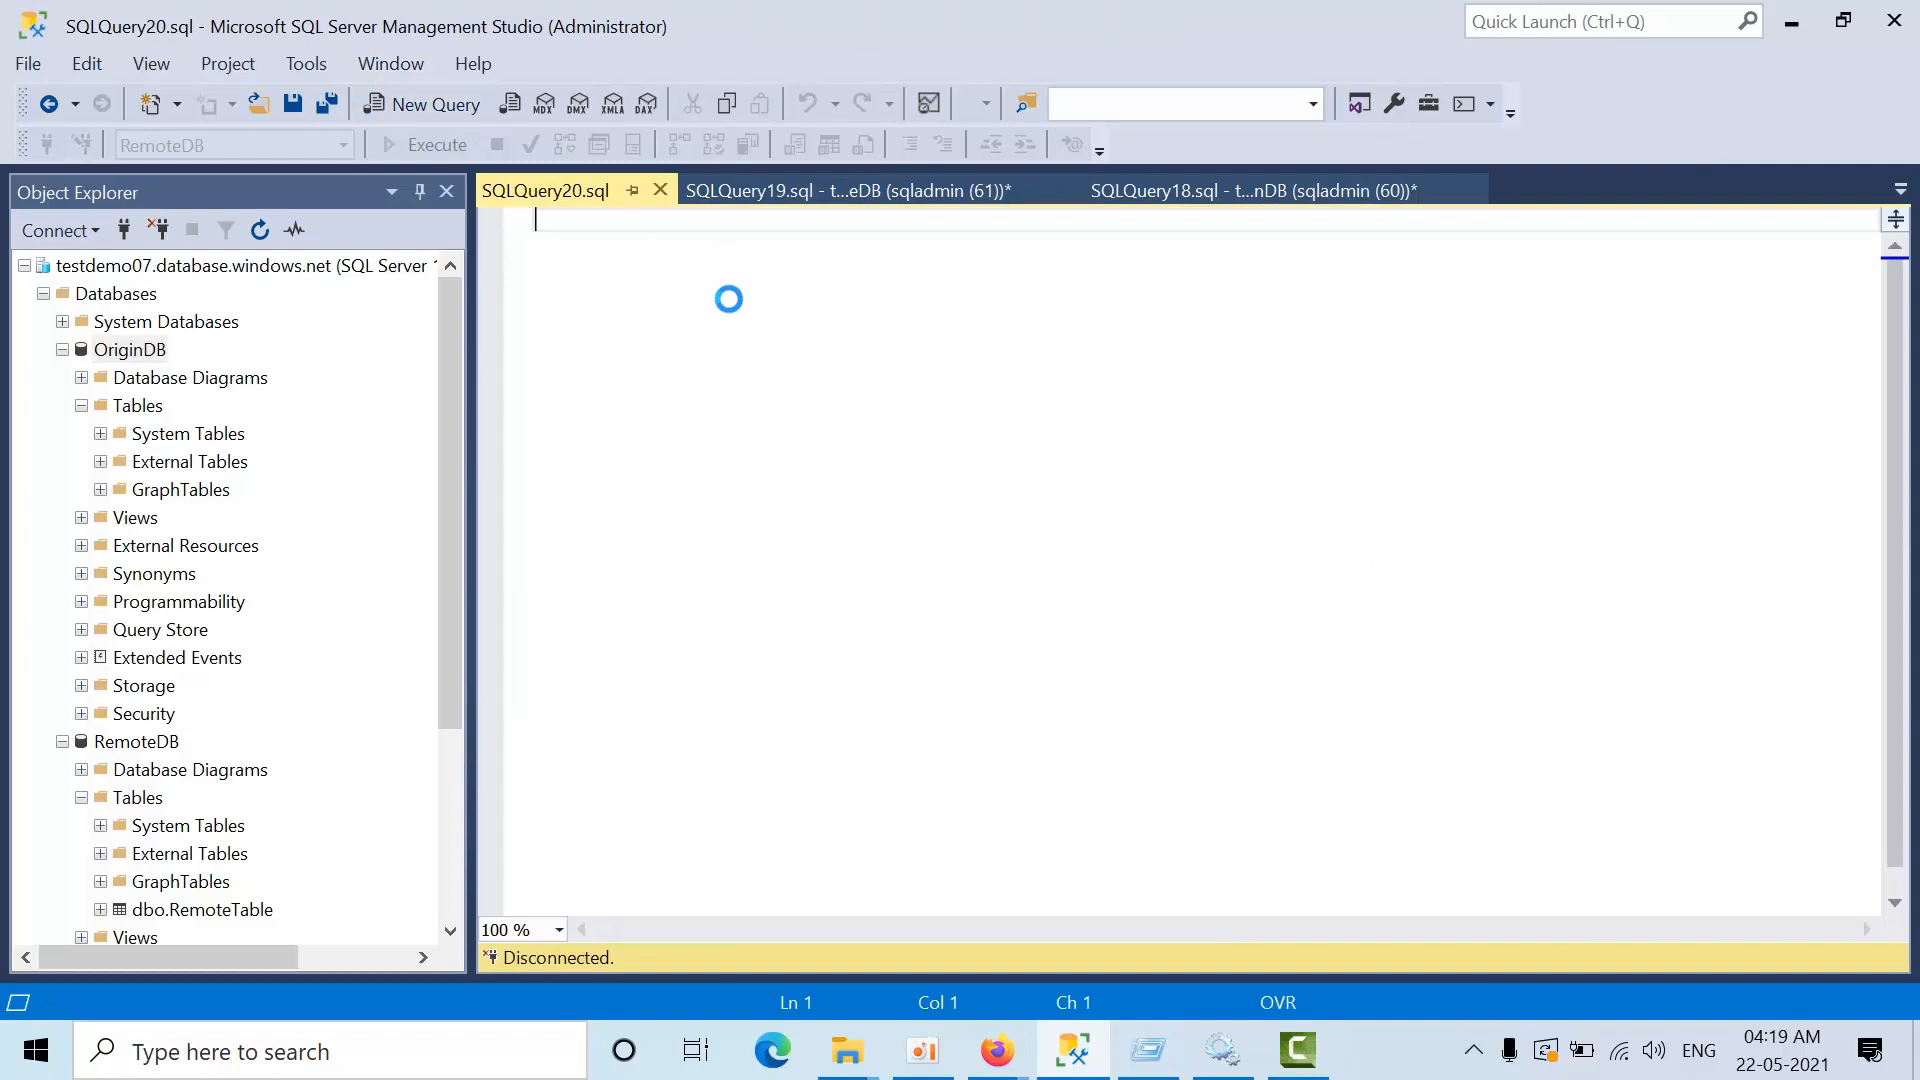 SQLQuery20.sql - Microsoft SQL Server Management Studio (Administrator)
Quick Launch (Ctrl+Q)
File Edit View Project Tools Window Help
New Query MDX DMX XMLA DAX
RemoteDB Execute
Object Explorer
SQLQuery20.sql SQLQuery19.sql - t...eDB (sqladmin (61))* SQLQuery18.sql - t...nDB (sqladmin (60))*
Connect
testdemo07.database.windows.net (SQL Server
Databases
System Databases
OriginDB
Database Diagrams
Tables
System Tables
External Tables
GraphTables
Views
External Resources
Synonyms
Programmability
Query Store
Extended Events
Storage
Security
RemoteDB
Database Diagrams
Tables
System Tables
External Tables
GraphTables
dbo.RemoteTable
Views
100 %
Disconnected.
Ln 1 Col 1 Ch 1 OVR
Type here to search
ENG
04:19 AM
22-05-2021